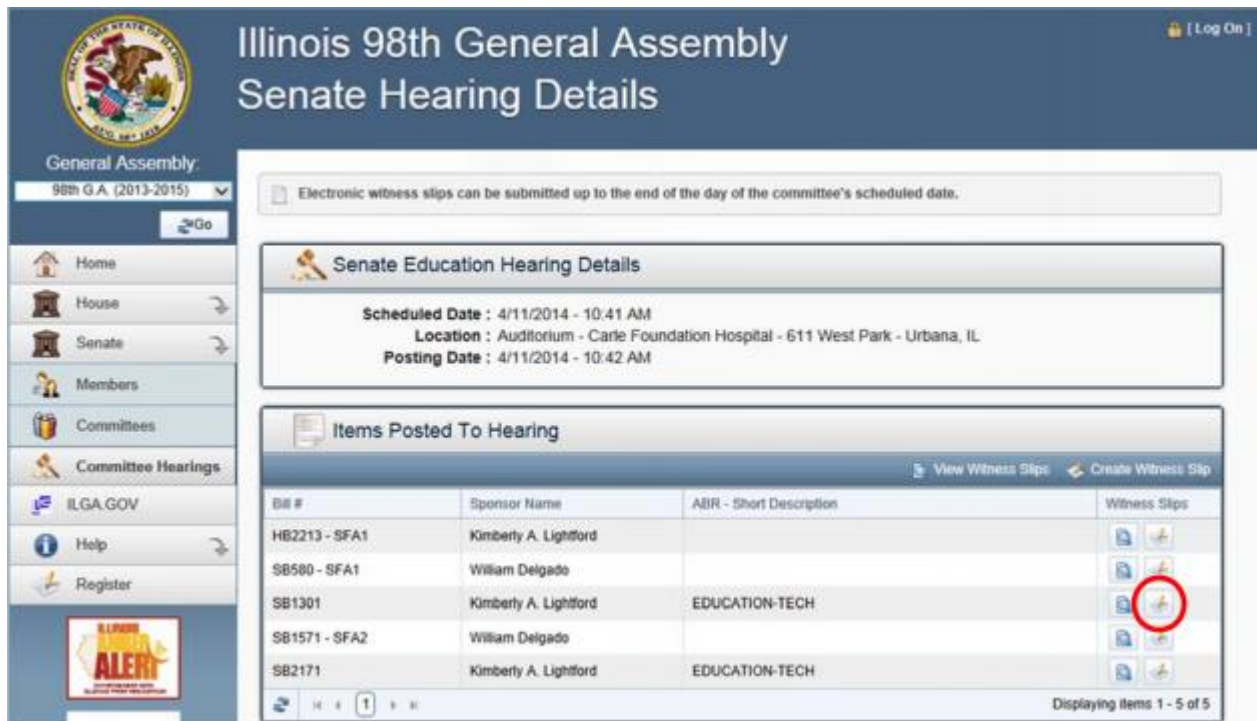 Illinois 98th General Assembly
Senate Hearing Details
[ Log On ]
General Assembly:
98th G.A. (2013-2015)
Go
Home
House
Senate
Members
Committees
Committee Hearings
ILGA.GOV
Help
Register
ILLINOIS
AMBER
ALERT
Electronic witness slips can be submitted up to the end of the day of the committee's scheduled date.
Senate Education Hearing Details
Scheduled Date : 4/11/2014 - 10:41 AM
Location : Auditorium - Carle Foundation Hospital - 611 West Park - Urbana, IL
Posting Date : 4/11/2014 - 10:42 AM
Items Posted To Hearing
View Witness Slips Create Witness Slip
Bill # Sponsor Name ABR - Short Description Witness Slips
HB2213 - SFA1 Kimberly A. Lightford
SB580 - SFA1 William Delgado
SB1301 Kimberly A. Lightford EDUCATION-TECH
SB1571 - SFA2 William Delgado
SB2171 Kimberly A. Lightford EDUCATION-TECH
1 Displaying items 1 - 5 of 5